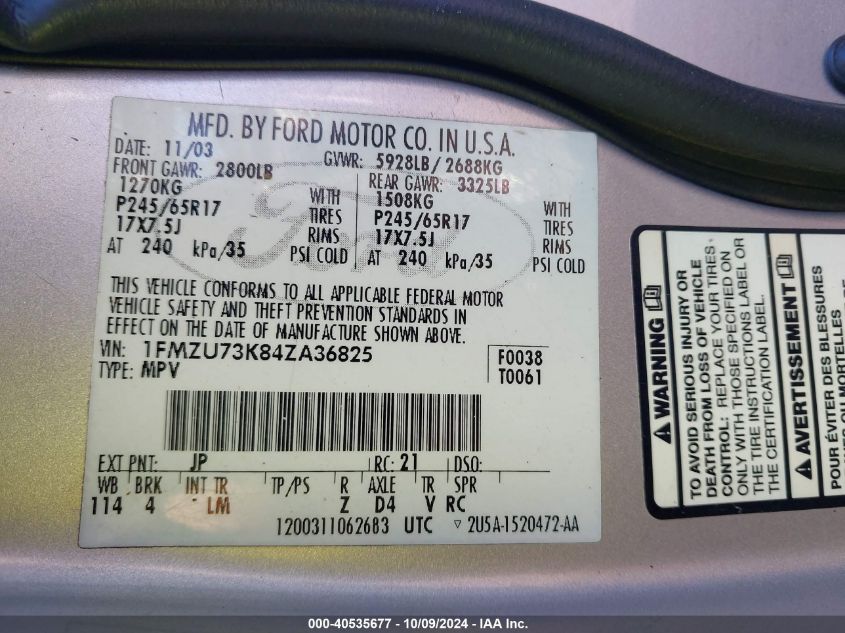 MFD. BY FORD MOTOR CO. IN U.S.A.
DATE: 11/03 GVWR: 5928LB/2688KG
FRONT GAWR: 2800LB REAR GAWR: 3325LB
1270KG WITH 1508KG WITH
P245/65R17 TIRES P245/65R17 TIRES
17X7.5J RIMS 17X7.5J RIMS
AT 240 kPa/35 PSI COLD AT 240 kPa/35 PSI COLD
Ford
THIS VEHICLE CONFORMS TO ALL APPLICABLE FEDERAL MOTOR
VEHICLE SAFETY AND THEFT PREVENTION STANDARDS IN
EFFECT ON THE DATE OF MANUFACTURE SHOWN ABOVE.
VIN: 1FMZU73K84ZA36825 F0038
TYPE: MPV T0061
EXT PNT: JP RC: 21 DSO:
WB BRK INT TR TP/PS R AXLE TR SPR
114 4 LM Z D4 V RC
1200311062683 UTC ▽ 2U5A-1520472-AA
WARNING
TO AVOID SERIOUS INJURY OR
DEATH FROM LOSS OF VEHICLE
CONTROL: REPLACE YOUR TIRES
ONLY WITH THOSE SPECIFIED ON
THE TIRE INSTRUCTIONS LABEL OR
THE CERTIFICATION LABEL.
AVERTISSEMENT
POUR ÉVITER DES BLESSURES
OU MORTELLES
000-40535677 - 10/09/2024 - IAA Inc.